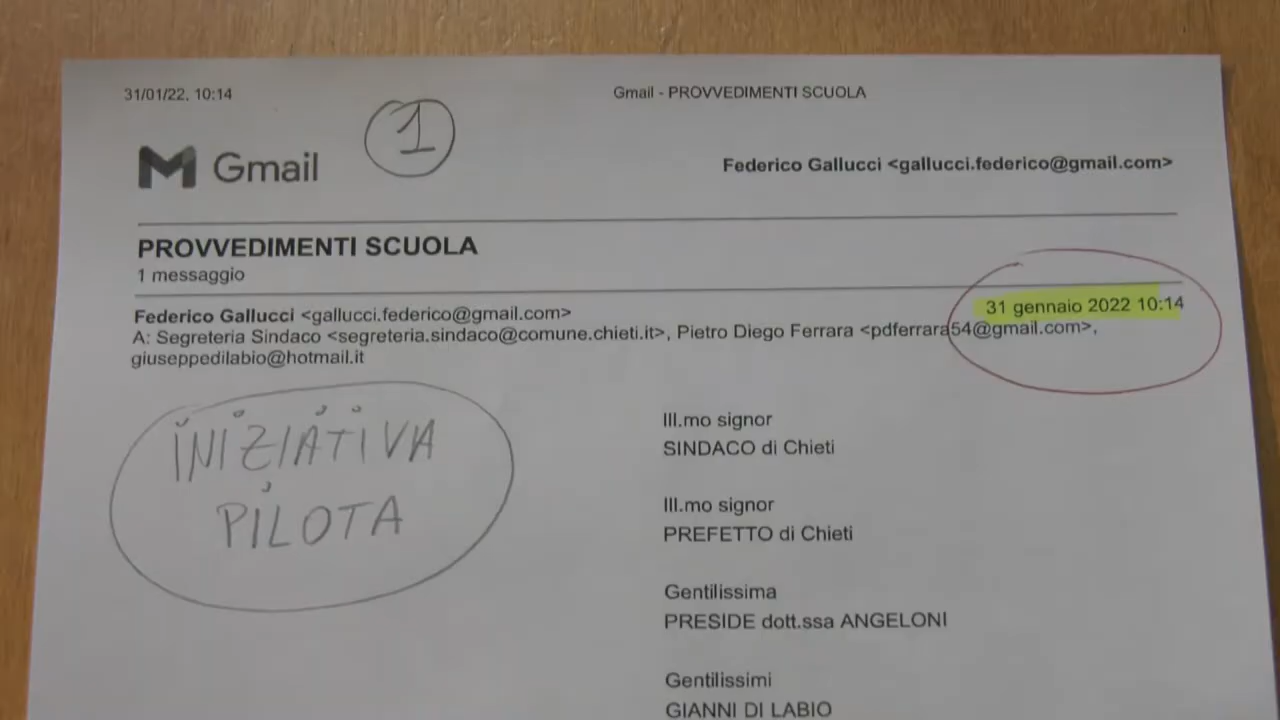 31/01/22, 10:14
Gmail - PROVVEDIMENTI SCUOLA
1
Gmail
Federico Gallucci <gallucci.federico@gmail.com>
PROVVEDIMENTI SCUOLA
1 messaggio
Federico Gallucci <gallucci.federico@gmail.com>
31 gennaio 2022 10:14
A: Segreteria Sindaco <segreteria.sindaco@comune.chieti.it>, Pietro Diego Ferrara <pdferrara54@gmail.com>,
giuseppedilabio@hotmail.it
INIZIATIVA
PILOTA
Ill.mo signor
SINDACO di Chieti
Ill.mo signor
PREFETTO di Chieti
Gentilissima
PRESIDE dott.ssa ANGELONI
Gentilissimi
GIANNI DI LABIO